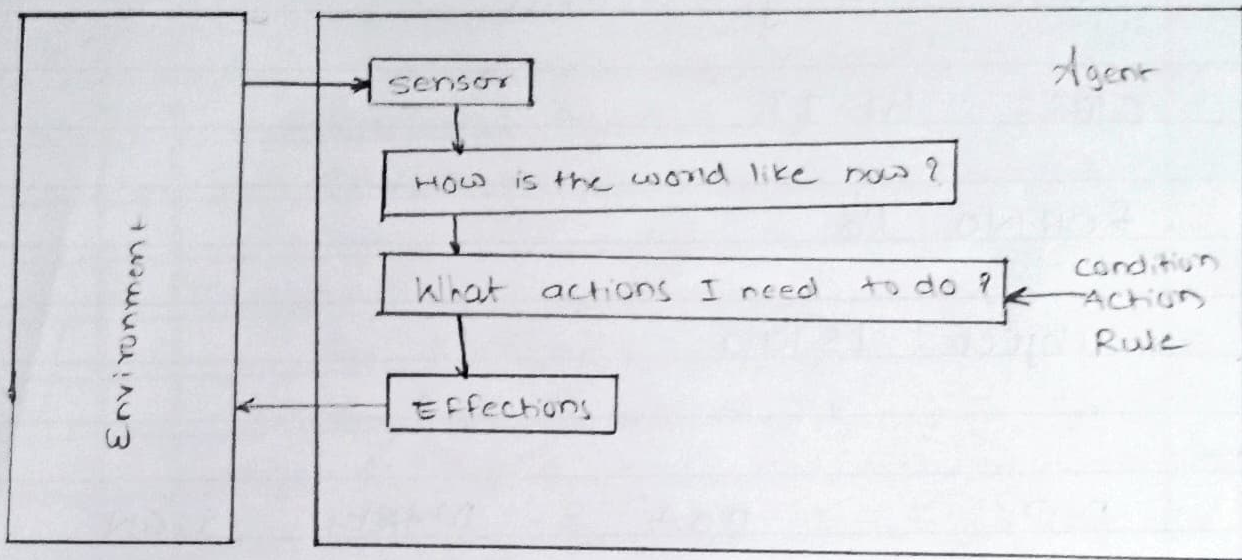 Sensor
Agent
How is the world like now?
What actions I need to do?
condition
Action
Rule
Effections
Environment